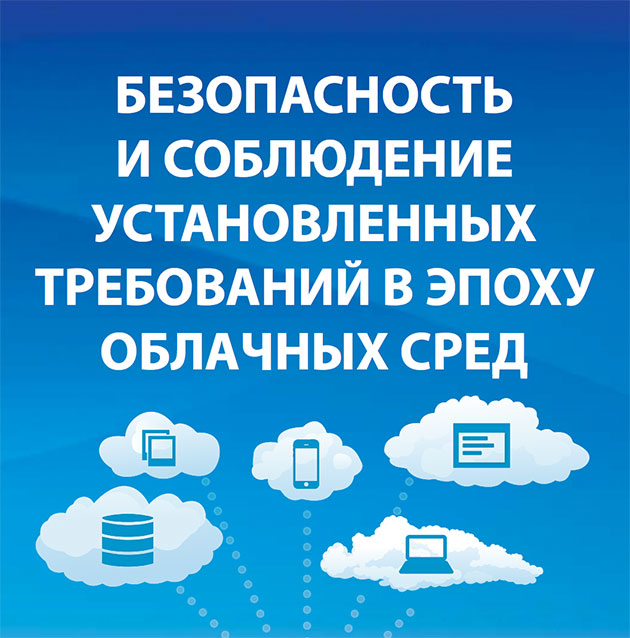 БЕЗОПАСНОСТЬ
И СОБЛЮДЕНИЕ
УСТАНОВЛЕННЫХ
ТРЕБОВАНИЙ В ЭПОХУ
ОБЛАЧНЫХ СРЕД